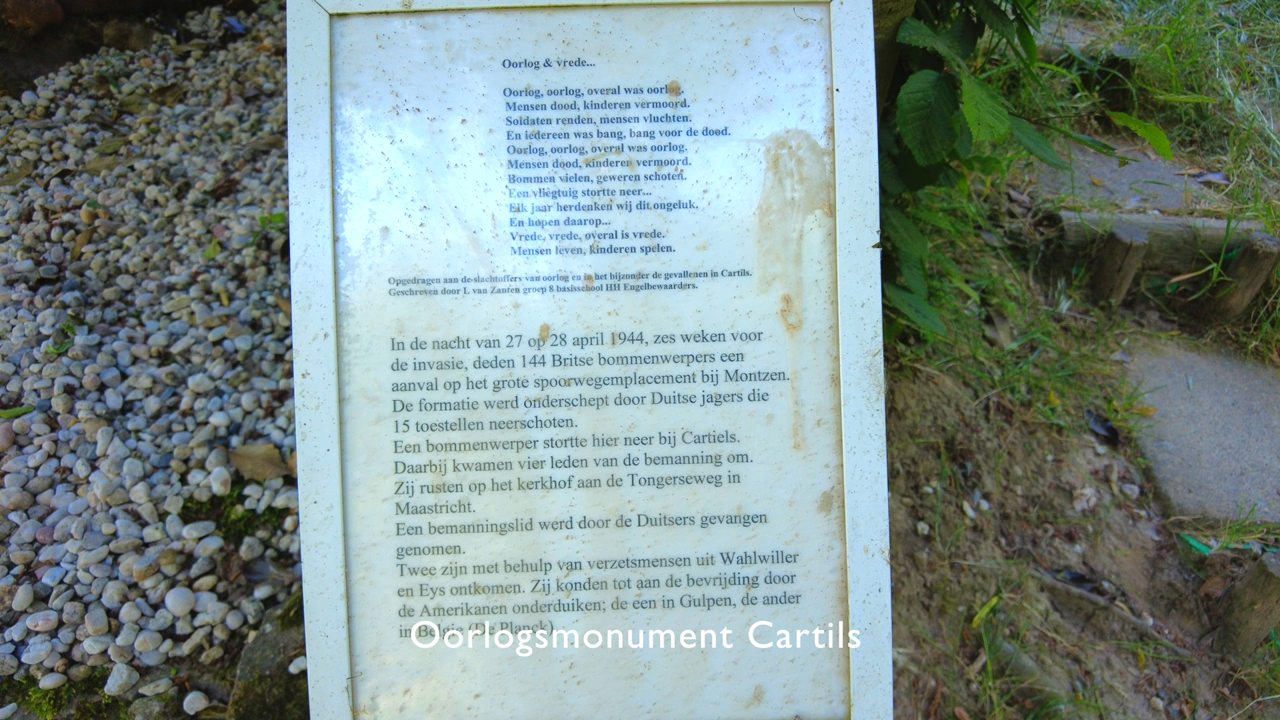 Oorlog & vrede...
Oorlog, oorlog, overal was oorlog.
Mensen dood, kinderen vermoord.
Soldaten renden, mensen vluchten.
En iedereen was bang, bang voor de dood.
Oorlog, oorlog, overal was oorlog.
Mensen dood, kinderen vermoord.
Bommen vielen, geweren schoten.
Een vliegtuig stortte neer...
Elk jaar herdenken wij dit ongeluk.
En hopen daarop...
Vrede, vrede, overal is vrede.
Mensen leven, kinderen spelen.
Opgedragen aan de slachtoffers van oorlog en in het bijzonder de gevallenen in Cartils.
Geschreven door L van Zanten groep 8 basisschool HH Engelbewaarders.
In de nacht van 27 op 28 april 1944, zes weken voor
de invasie, deden 144 Britse bommenwerpers een
aanval op het grote spoorwegemplacement bij Montzen.
De formatie werd onderschept door Duitse jagers die
15 toestellen neerschoten.
Een bommenwerper stortte hier neer bij Cartiels.
Daarbij kwamen vier leden van de bemanning om.
Zij rusten op het kerkhof aan de Tongerseweg in
Maastricht.
Een bemanningslid werd door de Duitsers gevangen
genomen.
Twee zijn met behulp van verzetsmensen uit Wahlwiller
en Eys ontkomen. Zij konden tot aan de bevrijding door
de Amerikanen onderduiken; de een in Gulpen, de ander
in Belgie (De Planck).
Oorlogsmonument Cartils